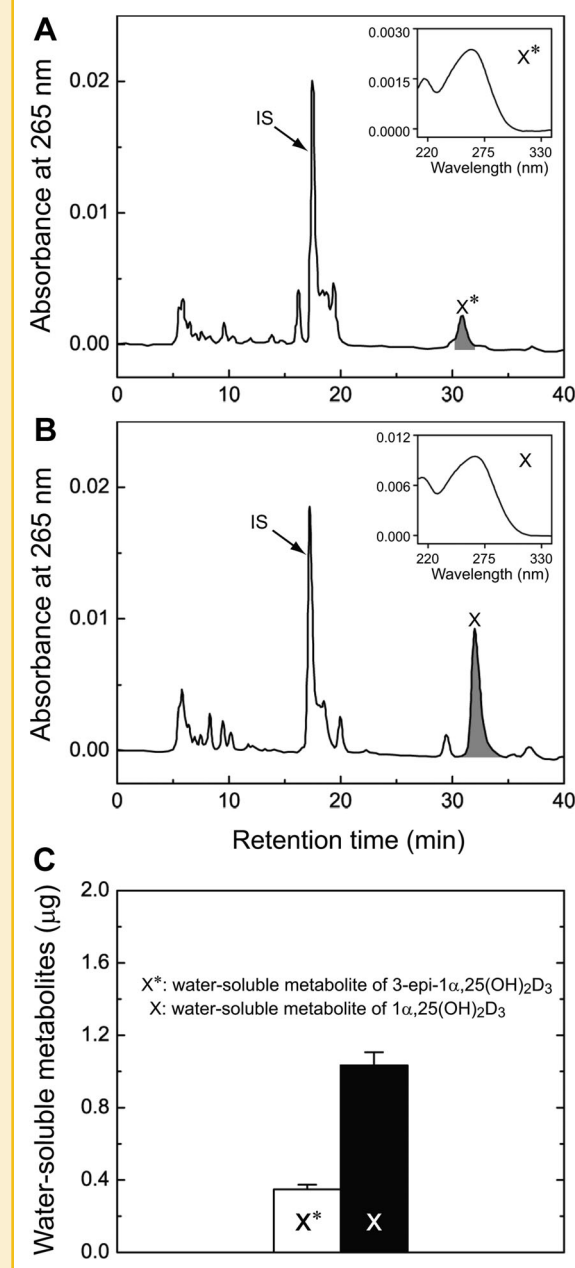 A
Absorbance at 265 nm
0.02
0.01
0.00
0
10
20
30
40
IS
X*
0.0030
0.0015
0.0000
220
275
330
Wavelength (nm)
X*
B
Absorbance at 265 nm
0.02
0.01
0.00
0
10
20
30
40
IS
X
0.012
0.006
0.000
220
275
330
Wavelength (nm)
X
Retention time (min)
C
Water-soluble metabolites (µg)
2.0
1.6
1.2
0.8
0.4
0.0
X*: water-soluble metabolite of 3-epi-1α,25(OH)₂D₃
X: water-soluble metabolite of 1α,25(OH)₂D₃
X*
X